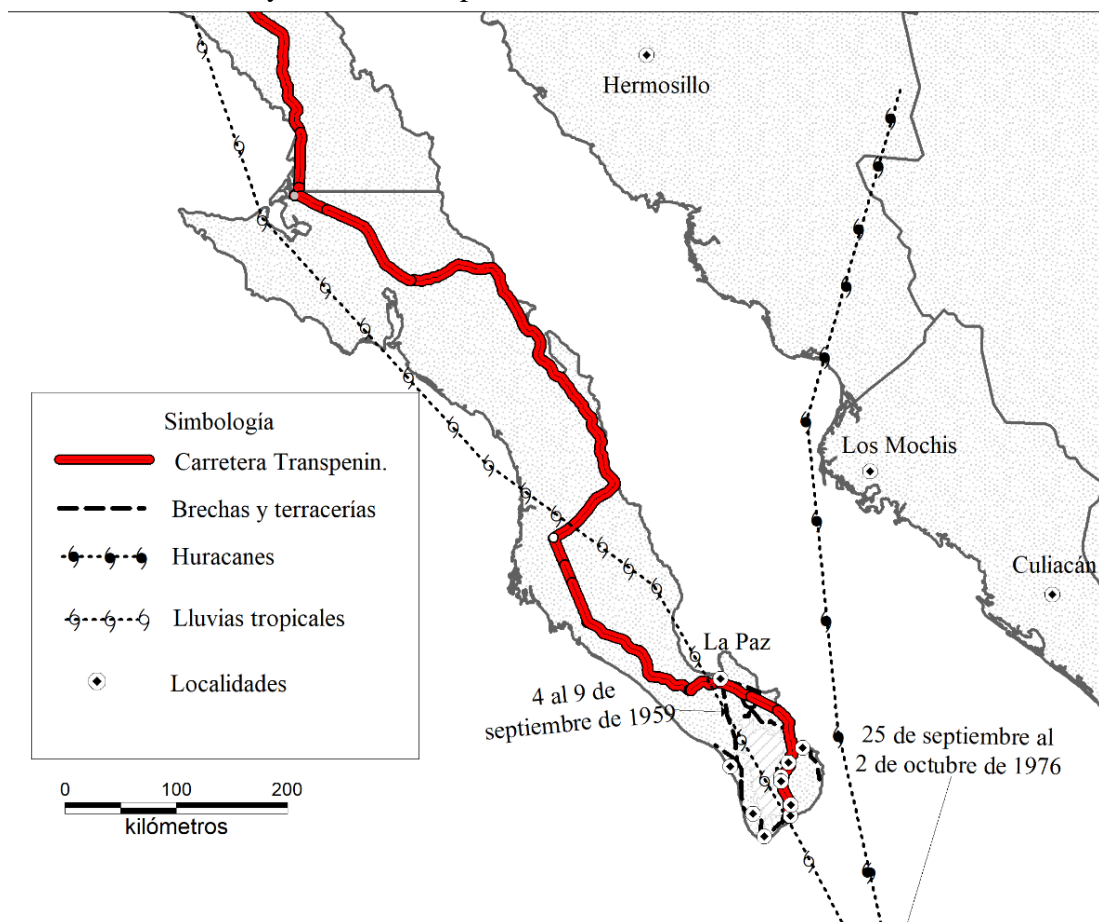 Hermosillo
Los Mochis
Culiacán
La Paz
4 al 9 de
septiembre de 1959
25 de septiembre al
2 de octubre de 1976
Simbología
Carretera Transpenin.
Brechas y terracerías
Huracanes
Lluvias tropicales
Localidades
0 100 200
kilómetros